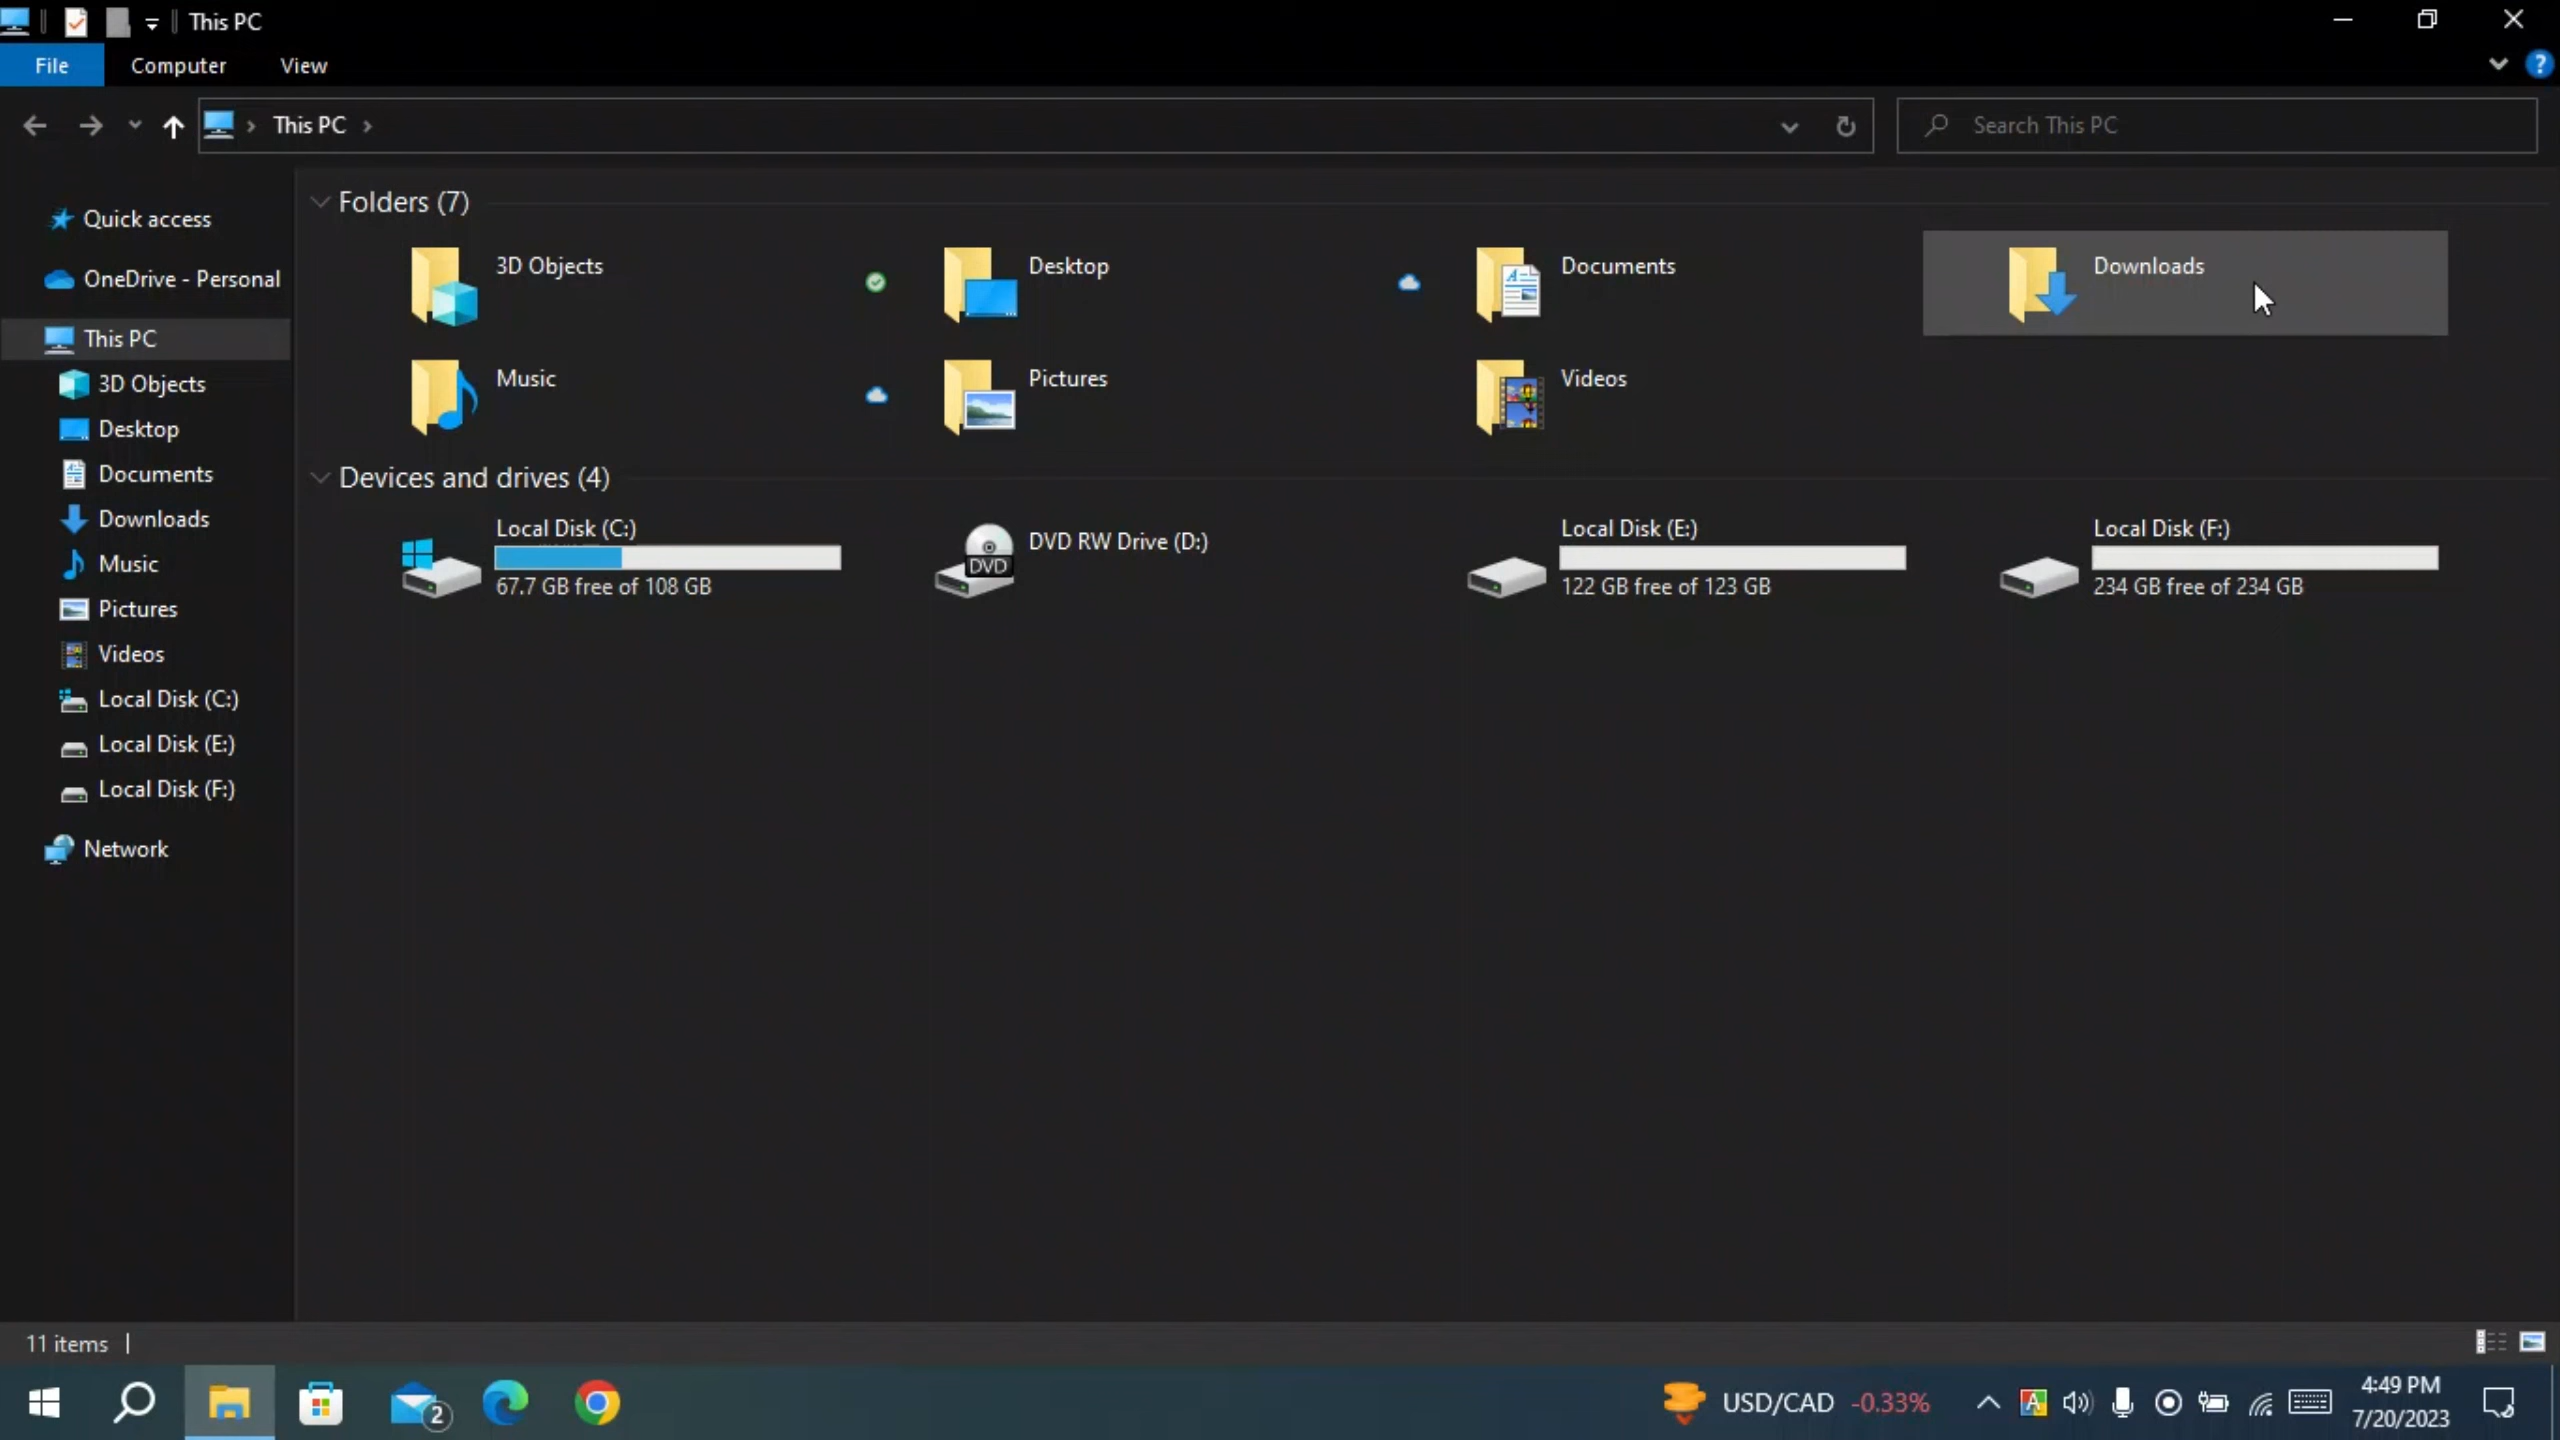 This PC
File Computer View
This PC
Search This PC
Quick access
OneDrive - Personal
This PC
3D Objects
Desktop
Documents
Downloads
Music
Pictures
Videos
Local Disk (C:)
Local Disk (E:)
Local Disk (F:)
Network
Folders (7)
3D Objects
Desktop
Documents
Downloads
Music
Pictures
Videos
Devices and drives (4)
Local Disk (C:)
67.7 GB free of 108 GB
DVD RW Drive (D:)
DVD
Local Disk (E:)
122 GB free of 123 GB
Local Disk (F:)
234 GB free of 234 GB
11 items
2
USD/CAD -0.33%
A
4:49 PM
7/20/2023